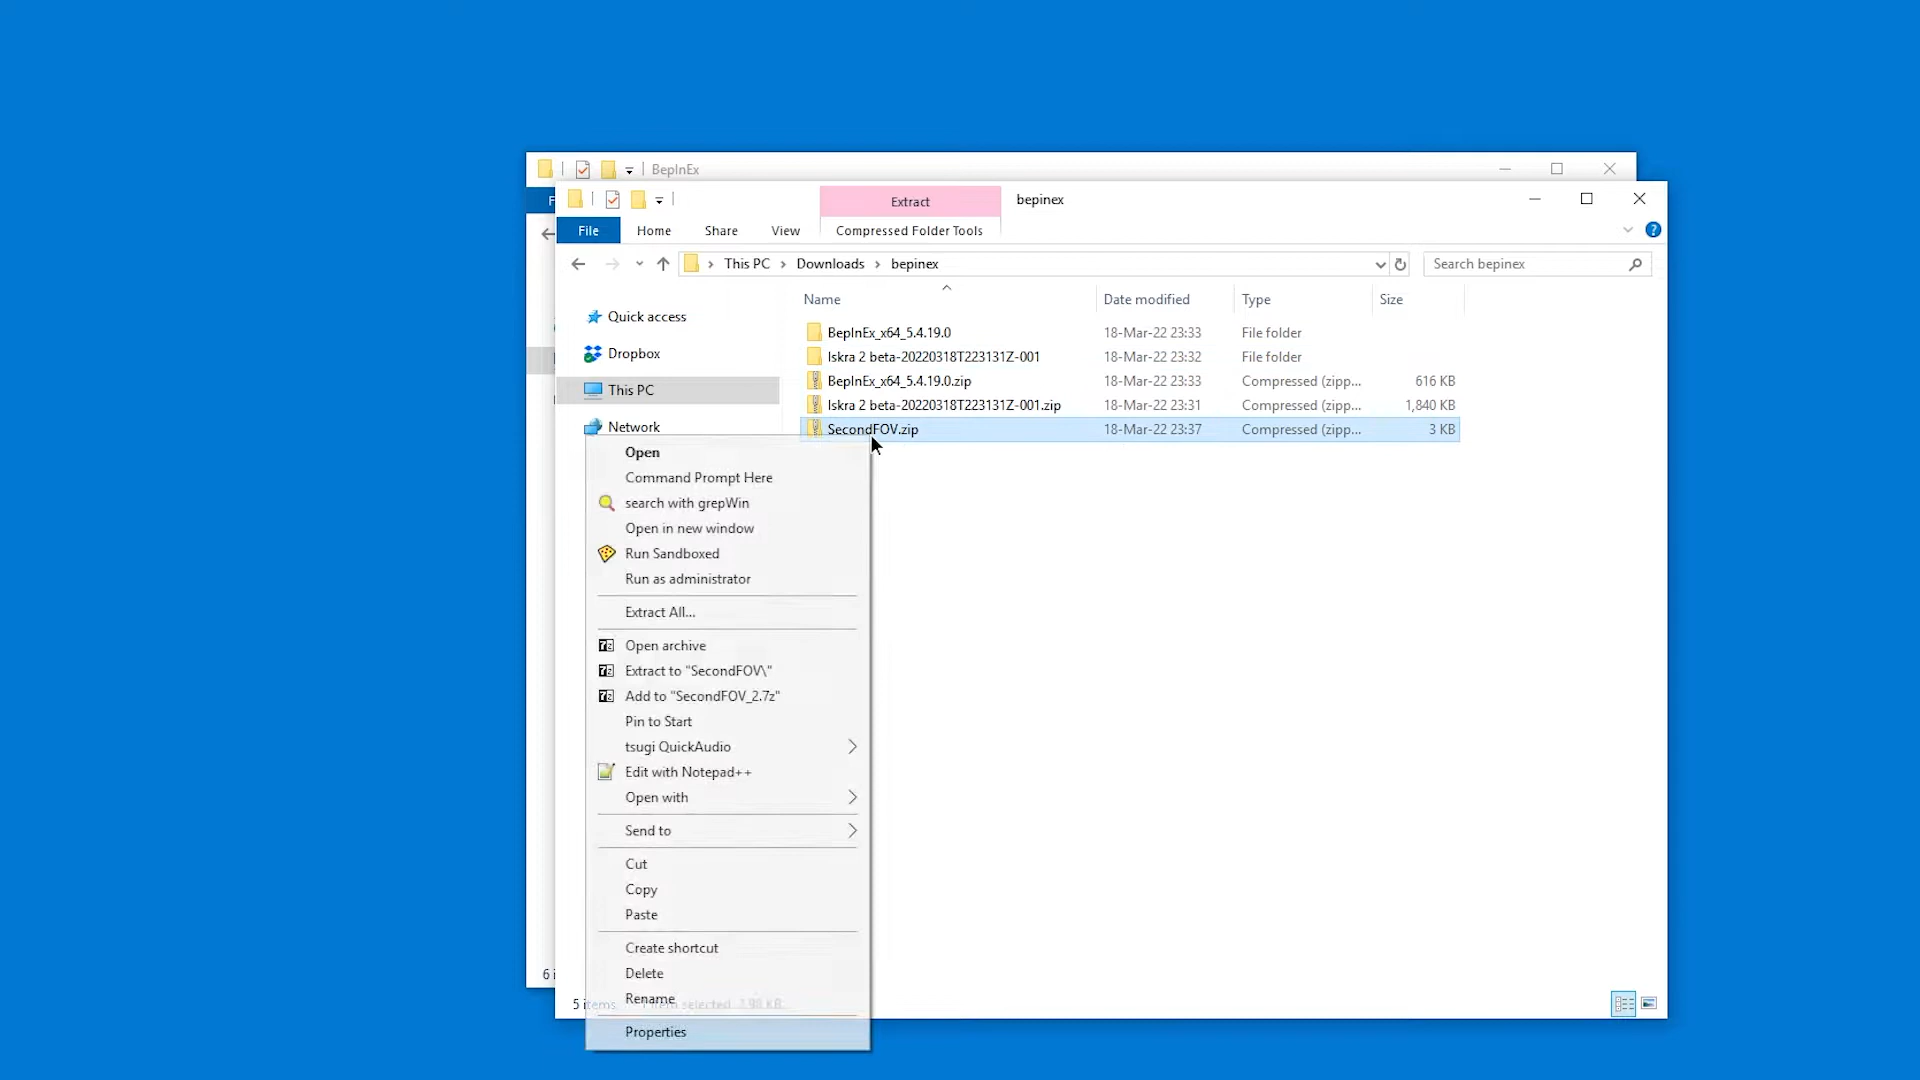 BepInEx
F
Extract
bepinex
File
Home
Share
View
Compressed Folder Tools
This PC
Downloads
bepinex
Search bepinex
Name
Date modified
Type
Size
Quick access
Dropbox
This PC
Network
BepInEx_x64_5.4.19.0
18-Mar-22 23:33
File folder
Iskra 2 beta-20220318T223131Z-001
18-Mar-22 23:32
File folder
BepInEx_x64_5.4.19.0.zip
18-Mar-22 23:33
Compressed (zipp...
616 KB
Iskra 2 beta-20220318T223131Z-001.zip
18-Mar-22 23:31
Compressed (zipp...
1,840 KB
SecondFOV.zip
18-Mar-22 23:37
Compressed (zipp...
3 KB
Open
Command Prompt Here
search with grepWin
Open in new window
Run Sandboxed
Run as administrator
Extract All...
Open archive
Extract to "SecondFOV\"
Add to "SecondFOV_2.7z"
Pin to Start
tsugi QuickAudio
Edit with Notepad++
Open with
Send to
Cut
Copy
Paste
Create shortcut
Delete
Rename
Properties
6 i
5 items